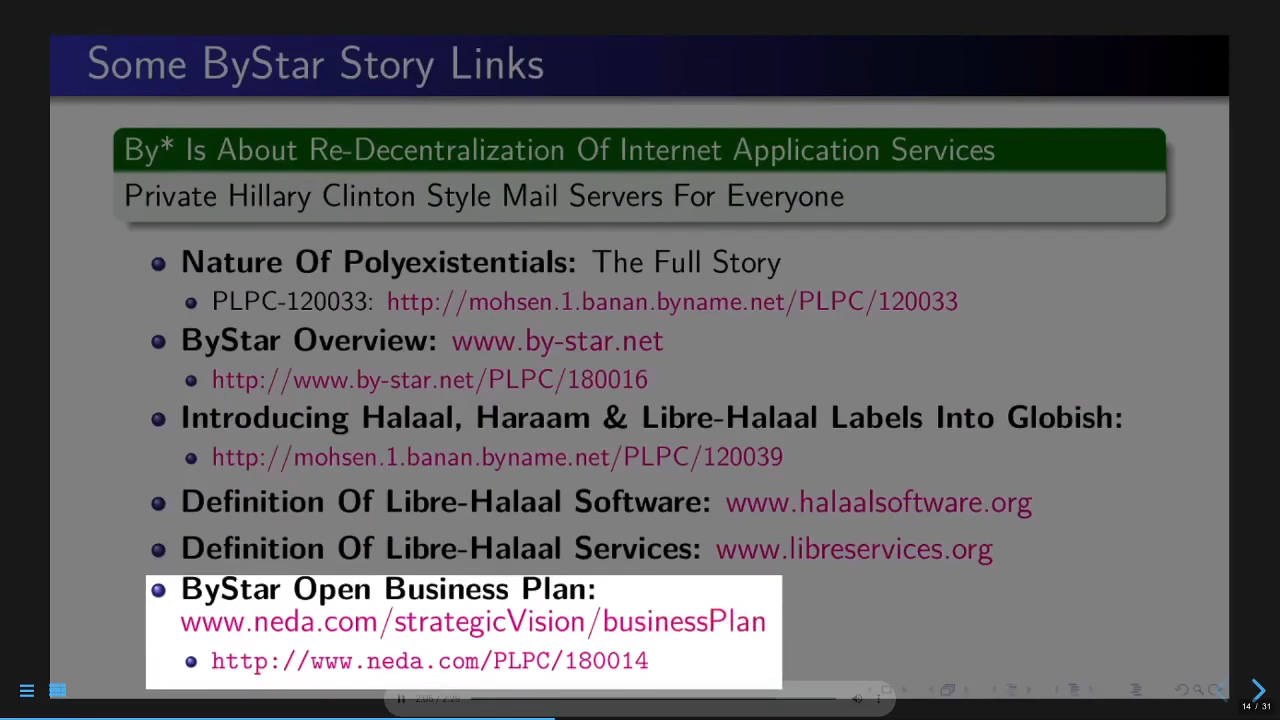 Some ByStar Story Links
By* Is About Re-Decentralization Of Internet Application Services
Private Hillary Clinton Style Mail Servers For Everyone
Nature Of Polyexistentials: The Full Story
PLPC-120033: http://mohsen.1.banan.byname.net/PLPC/120033
ByStar Overview: www.by-star.net
http://www.by-star.net/PLPC/180016
Introducing Halaal, Haraam & Libre-Halaal Labels Into Globish:
http://mohsen.1.banan.byname.net/PLPC/120039
Definition Of Libre-Halaal Software: www.halaalsoftware.org
Definition Of Libre-Halaal Services: www.libreservices.org
ByStar Open Business Plan:
www.neda.com/strategicVision/businessPlan
http://www.neda.com/PLPC/180014
14 / 31